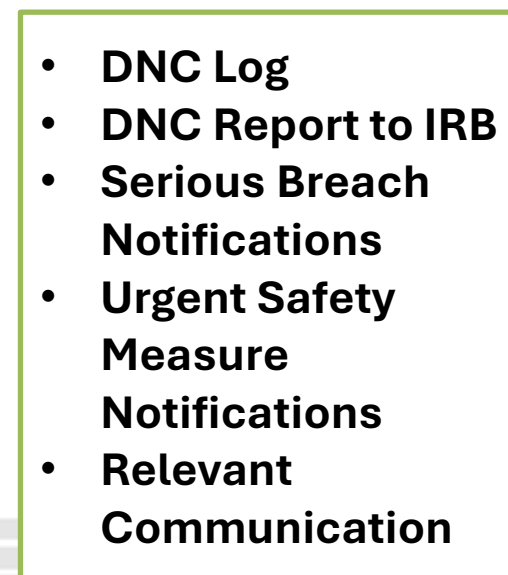 • DNC Log
• DNC Report to IRB
• Serious Breach
Notifications
• Urgent Safety
Measure
Notifications
• Relevant
Communication